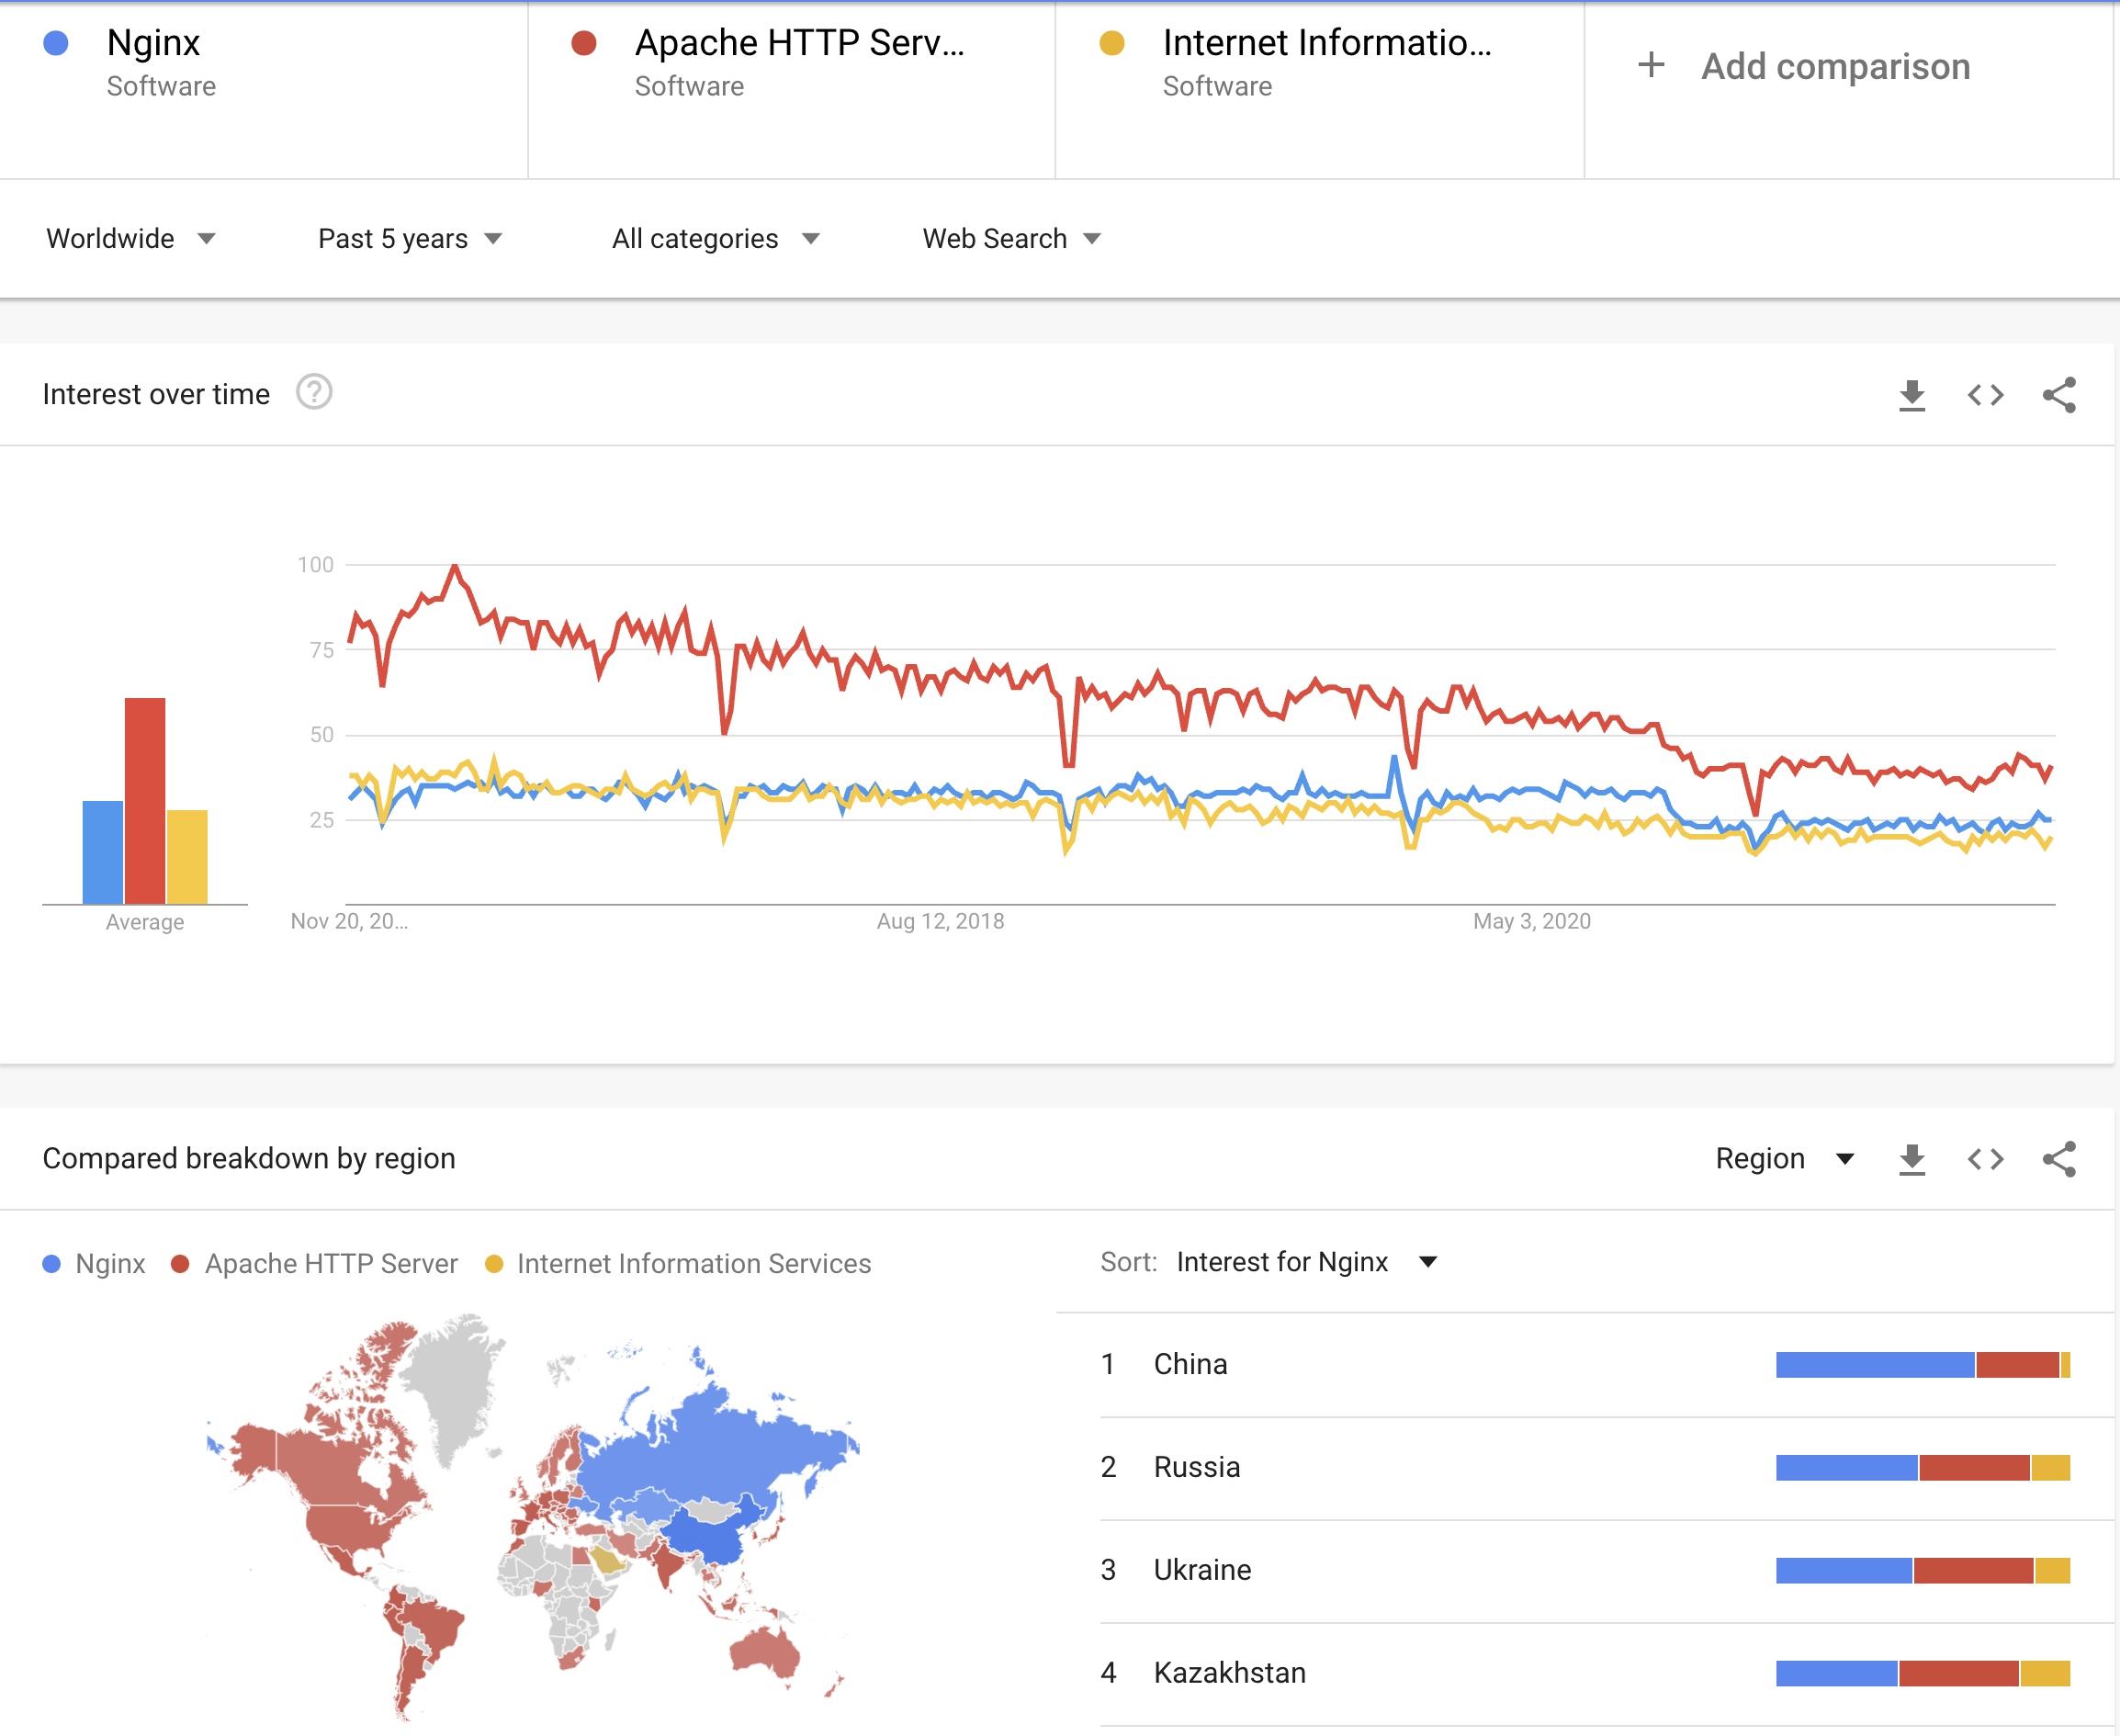 Nginx
Software
Apache HTTP Serv...
Software
Internet Informatio...
Software
+ Add comparison
Worldwide
Past 5 years
All categories
Web Search
Interest over time
?
100
75
50
25
Average
Nov 20, 20...
Aug 12, 2018
May 3, 2020
Compared breakdown by region
Region
Nginx
Apache HTTP Server
Internet Information Services
Sort: Interest for Nginx
1 China
2 Russia
3 Ukraine
4 Kazakhstan